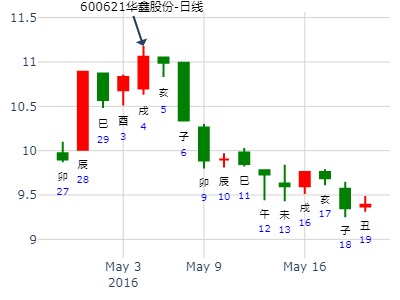 600621华鑫股份-日线
11.5
11
10.5
10
9.5
9
卯
27
辰
28
巳
29
酉
3
戌
4
亥
5
子
6
卯
9
辰
10
巳
11
午
12
未
13
戌
16
亥
17
子
18
丑
19
May 3
2016
May 9
May 16